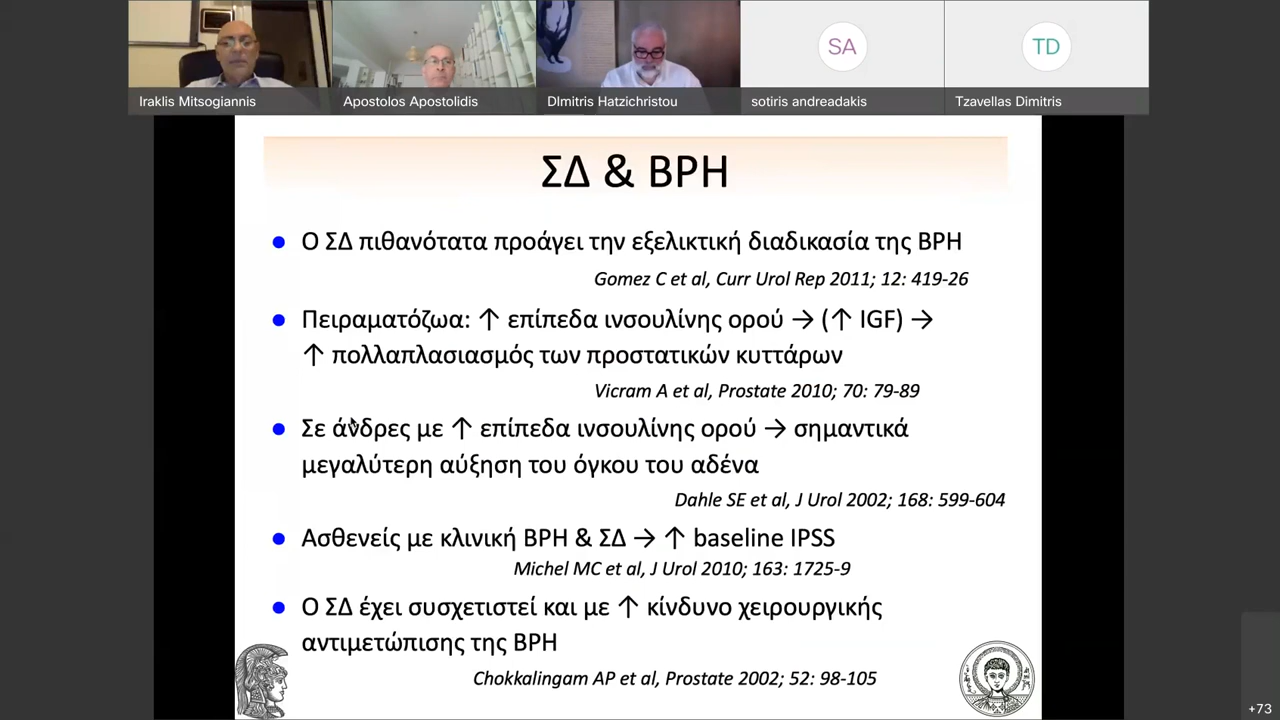 SA
TD
Iraklis Mitsogiannis
Apostolos Apostolidis
DImitris Hatzichristou
sotiris andreadakis
Tzavellas Dimitris
ΣΔ & BPH
Ο ΣΔ πιθανότατα προάγει την εξελικτική διαδικασία της BPH
Gomez C et al, Curr Urol Rep 2011; 12: 419-26
Πειραματόζωα: ↑ επίπεδα ινσουλίνης ορού → (↑ IGF) →
↑ πολλαπλασιασμός των προστατικών κυττάρων
Vicram A et al, Prostate 2010; 70: 79-89
Σε άνδρες με ↑ επίπεδα ινσουλίνης ορού → σημαντικά
μεγαλύτερη αύξηση του όγκου του αδένα
Dahle SE et al, J Urol 2002; 168: 599-604
Ασθενείς με κλινική BPH & ΣΔ → ↑ baseline IPSS
Michel MC et al, J Urol 2010; 163: 1725-9
Ο ΣΔ έχει συσχετιστεί και με ↑ κίνδυνο χειρουργικής
αντιμετώπισης της BPH
Chokkalingam AP et al, Prostate 2002; 52: 98-105
+73